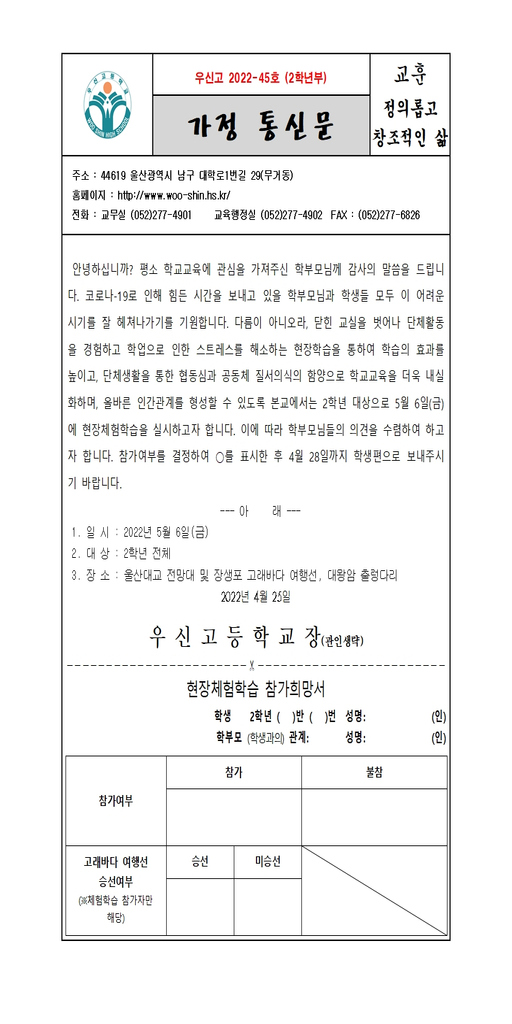 우신고등학교
WOO SHIN HIGH SCHOOL
우신고 2022-45호 (2학년부)
가정 통신문
교훈
정의롭고
창조적인 삶
주소 : 44619 울산광역시 남구 대학로1번길 29(무거동)
홈페이지 : http://www.woo-shin.hs.kr/
전화 : 교무실 (052)277-4901 교육행정실 (052)277-4902 FAX : (052)277-6826
안녕하십니까? 평소 학교교육에 관심을 가져주신 학부모님께 감사의 말씀을 드립니
다. 코로나-19로 인해 힘든 시간을 보내고 있을 학부모님과 학생들 모두 이 어려운
시기를 잘 헤쳐나가기를 기원합니다. 다름이 아니오라, 닫힌 교실을 벗어나 단체활동
을 경험하고 학업으로 인한 스트레스를 해소하는 현장학습을 통하여 학습의 효과를
높이고, 단체생활을 통한 협동심과 공동체 질서의식의 함양으로 학교교육을 더욱 내실
화하며, 올바른 인간관계를 형성할 수 있도록 본교에서는 2학년 대상으로 5월 6일(금)
에 현장체험학습을 실시하고자 합니다. 이에 따라 학부모님들의 의견을 수렴하여 하고
자 합니다. 참가여부를 결정하여 ○를 표시한 후 4월 28일까지 학생편으로 보내주시
기 바랍니다.
--- 아 래 ---
1. 일 시 : 2022년 5월 6일(금)
2. 대 상 : 2학년 전체
3. 장 소 : 울산대교 전망대 및 장생포 고래바다 여행선, 대왕암 출렁다리
2022년 4월 25일
우 신 고 등 학 교 장(관인생략)
현장체험학습 참가희망서
학생 2학년 ( )반 ( )번 성명: (인)
학부모 (학생과의) 관계: 성명: (인)
참가여부 참가 불참
고래바다 여행선 승선 미승선
승선여부
(※체험학습 참가자만
해당)